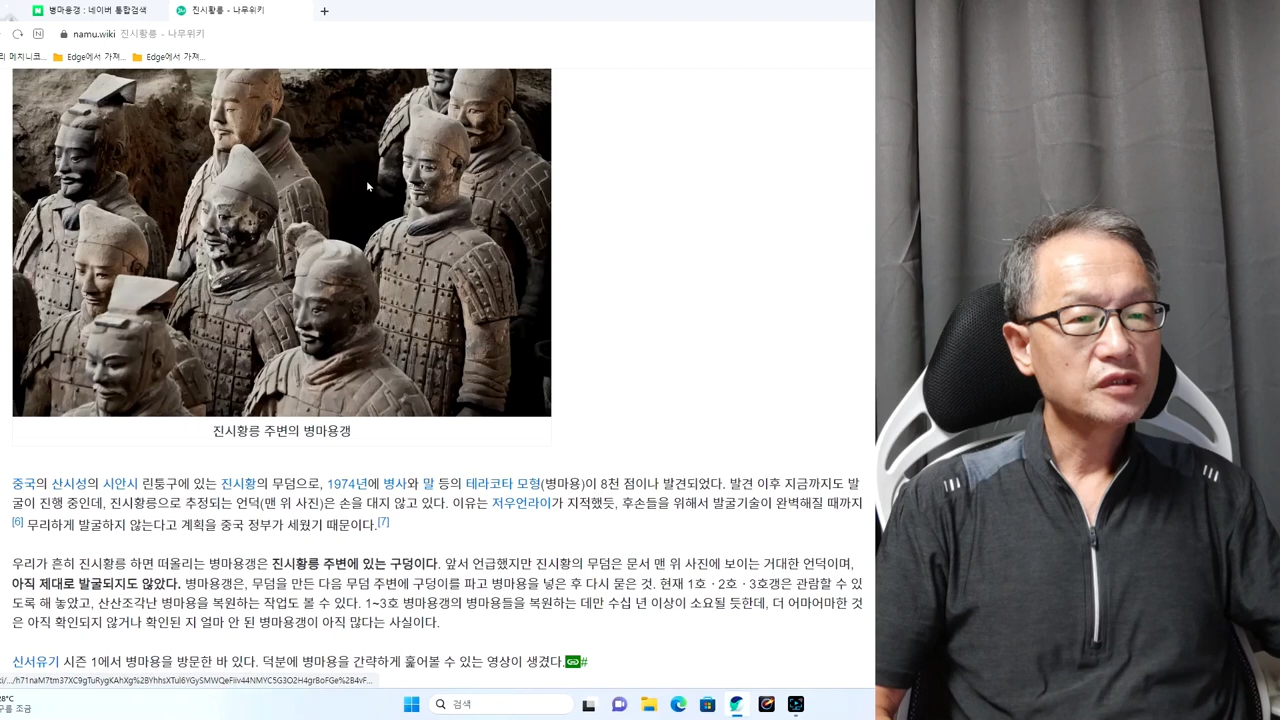 병마용갱 : 네이버 통합검색
진시황릉 - 나무위키
namu.wiki 진시황릉 - 나무위키
리 메치니코... Edge에서 가져... Edge에서 가져...
진시황릉 주변의 병마용갱
중국의 산시성의 시안시 린퉁구에 있는 진시황의 무덤으로, 1974년에 병사와 말 등의 테라코타 모형(병마용)이 8천 점이나 발견되었다. 발견 이후 지금까지도 발
굴이 진행 중인데, 진시황릉으로 추정되는 언덕(맨 위 사진)은 손을 대지 않고 있다. 이유는 저우언라이가 지적했듯, 후손들을 위해서 발굴기술이 완벽해질 때까지
[6] 무리하게 발굴하지 않는다고 계획을 중국 정부가 세웠기 때문이다.[7]
우리가 흔히 진시황릉 하면 떠올리는 병마용갱은 진시황릉 주변에 있는 구덩이다. 앞서 언급했지만 진시황의 무덤은 문서 맨 위 사진에 보이는 거대한 언덕이며,
아직 제대로 발굴되지도 않았다. 병마용갱은, 무덤을 만든 다음 무덤 주변에 구덩이를 파고 병마용을 넣은 후 다시 묻은 것. 현재 1호 · 2호 · 3호갱은 관람할 수 있
도록 해 놓았고, 산산조각난 병마용을 복원하는 작업도 볼 수 있다. 1~3호 병마용갱의 병마용들을 복원하는 데만 수십 년 이상이 소요될 듯한데, 더 어마어마한 것
은 아직 확인되지 않거나 확인된 지 얼마 안 된 병마용갱이 아직 많다는 사실이다.
신서유기 시즌 1에서 병마용을 방문한 바 있다. 덕분에 병마용을 간략하게 훑어볼 수 있는 영상이 생겼다.#
28°C
구름 조금
검색